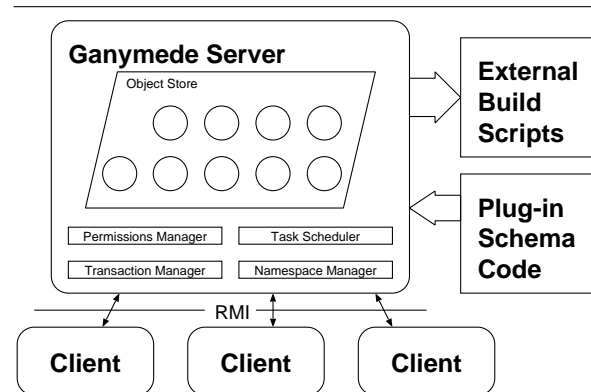 Ganymede Server
Object Store
Permissions Manager
Task Scheduler
Transaction Manager
Namespace Manager
External
Build
Scripts
Plug-in
Schema
Code
RMI
Client
Client
Client